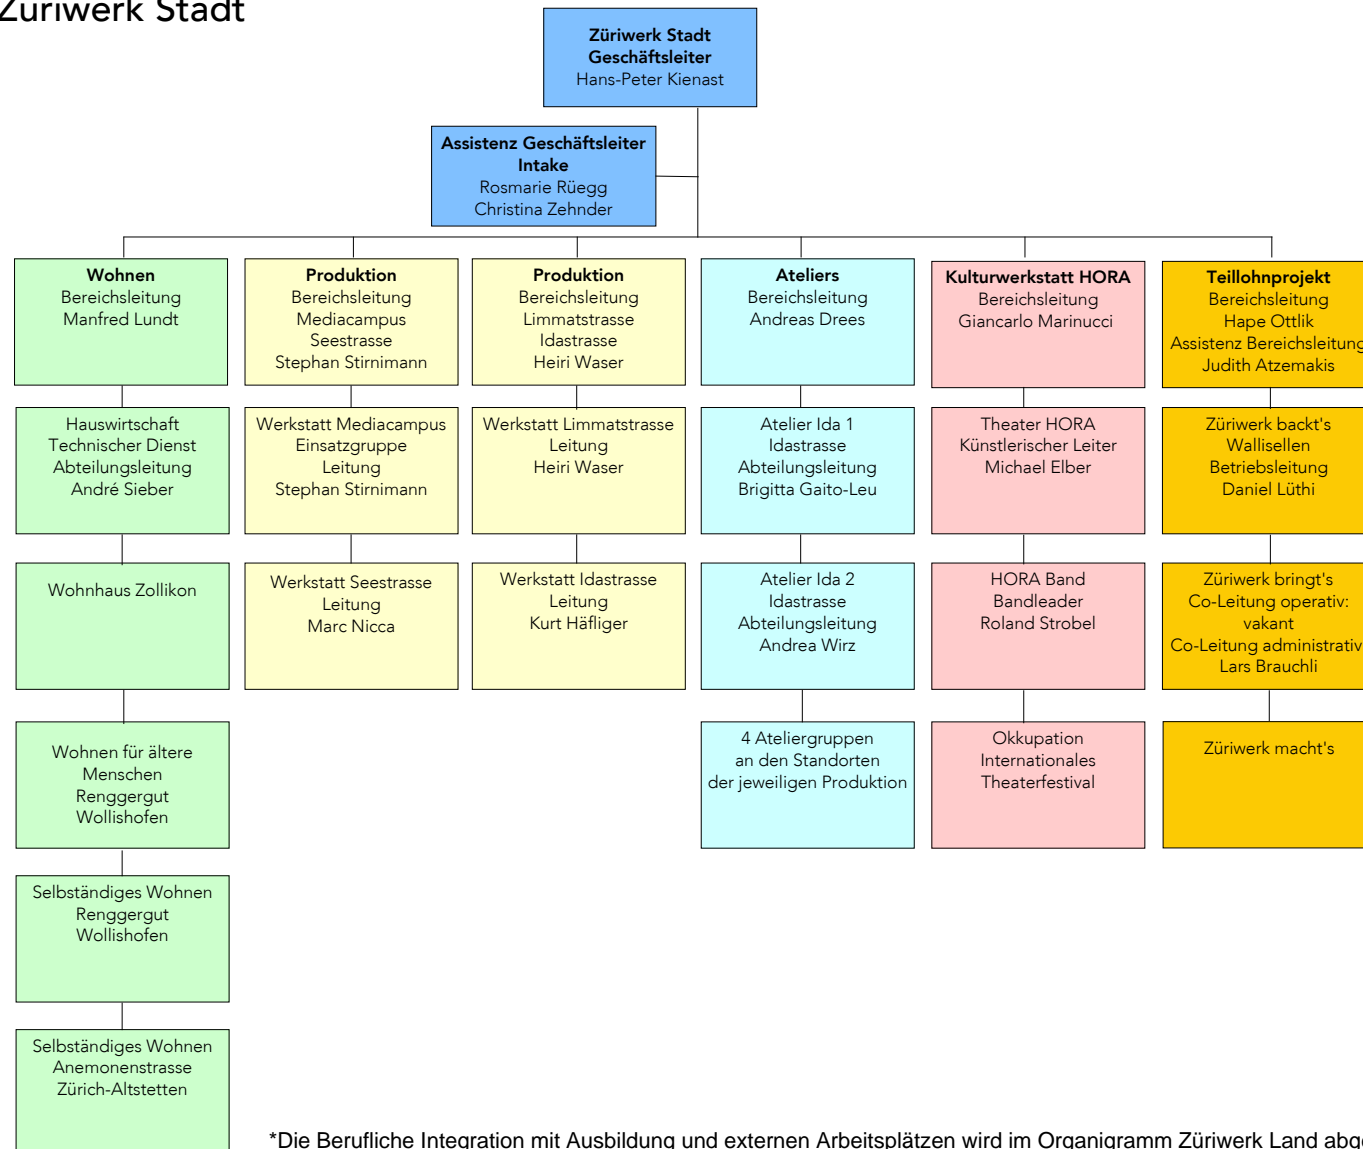 Züriwerk Stadt
Züriwerk Stadt
Geschäftsleiter
Hans-Peter Kienast
Assistenz Geschäftsleiter
Intake
Rosmarie Rüegg
Christina Zehnder
Wohnen
Bereichsleitung
Manfred Lundt
Hauswirtschaft
Technischer Dienst
Abteilungsleitung
André Sieber
Wohnhaus Zollikon
Wohnen für ältere
Menschen
Renggergut
Wollishofen
Selbständiges Wohnen
Renggergut
Wollishofen
Selbständiges Wohnen
Anemonenstrasse
Zürich-Altstetten
Produktion
Bereichsleitung
Mediacampus
Seestrasse
Stephan Stirnimann
Werkstatt Mediacampus
Einsatzgruppe
Leitung
Stephan Stirnimann
Werkstatt Seestrasse
Leitung
Marc Nicca
Produktion
Bereichsleitung
Limmatstrasse
Idastrasse
Heiri Waser
Werkstatt Limmatstrasse
Leitung
Heiri Waser
Werkstatt Idastrasse
Leitung
Kurt Häfliger
Ateliers
Bereichsleitung
Andreas Drees
Atelier Ida 1
Idastrasse
Abteilungsleitung
Brigitta Gaito-Leu
Atelier Ida 2
Idastrasse
Abteilungsleitung
Andrea Wirz
4 Ateliergruppen
an den Standorten
der jeweiligen Produktion
Kulturwerkstatt HORA
Bereichsleitung
Giancarlo Marinucci
Theater HORA
Künstlerischer Leiter
Michael Elber
HORA Band
Bandleader
Roland Strobel
Okkupation
Internationales
Theaterfestival
Teillohnprojekt
Bereichsleitung
Hape Ottlik
Assistenz Bereichsleitung
Judith Atzemakis
Züriwerk backt's
Wallisellen
Betriebsleitung
Daniel Lüthi
Züriwerk bringt's
Co-Leitung operativ:
vakant
Co-Leitung administrativ
Lars Brauchli
Züriwerk macht's
*Die Berufliche Integration mit Ausbildung und externen Arbeitsplätzen wird im Organigramm Züriwerk Land